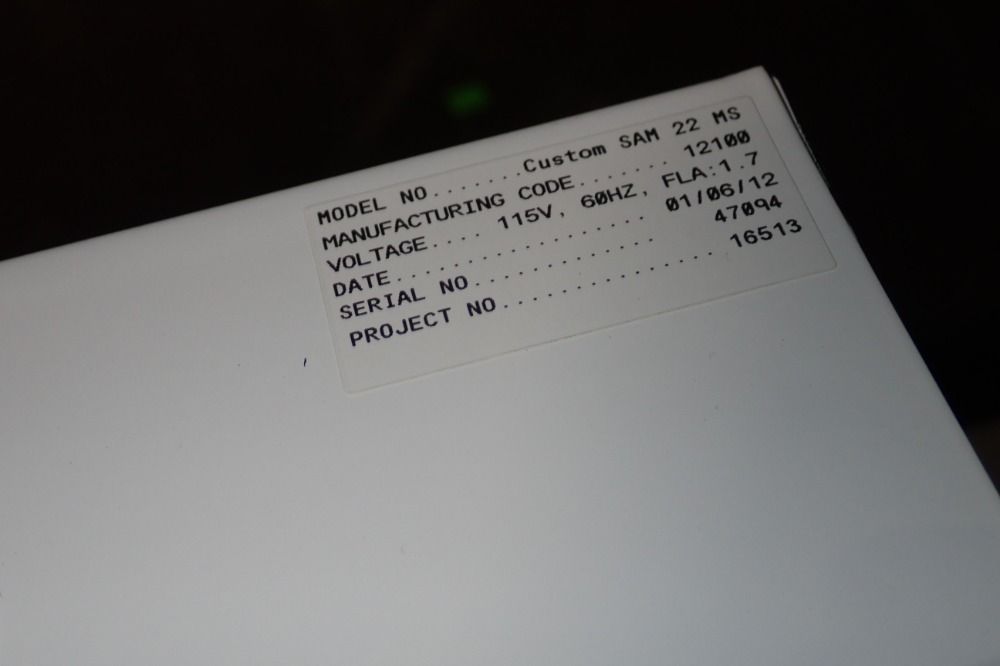 MODEL NO.......Custom SAM 22 MS
MANUFACTURING CODE........ 12100
VOLTAGE.... 115V, 60HZ, FLA:1.7
DATE................... 01/06/12
SERIAL NO............. 47094
PROJECT NO................ 16513